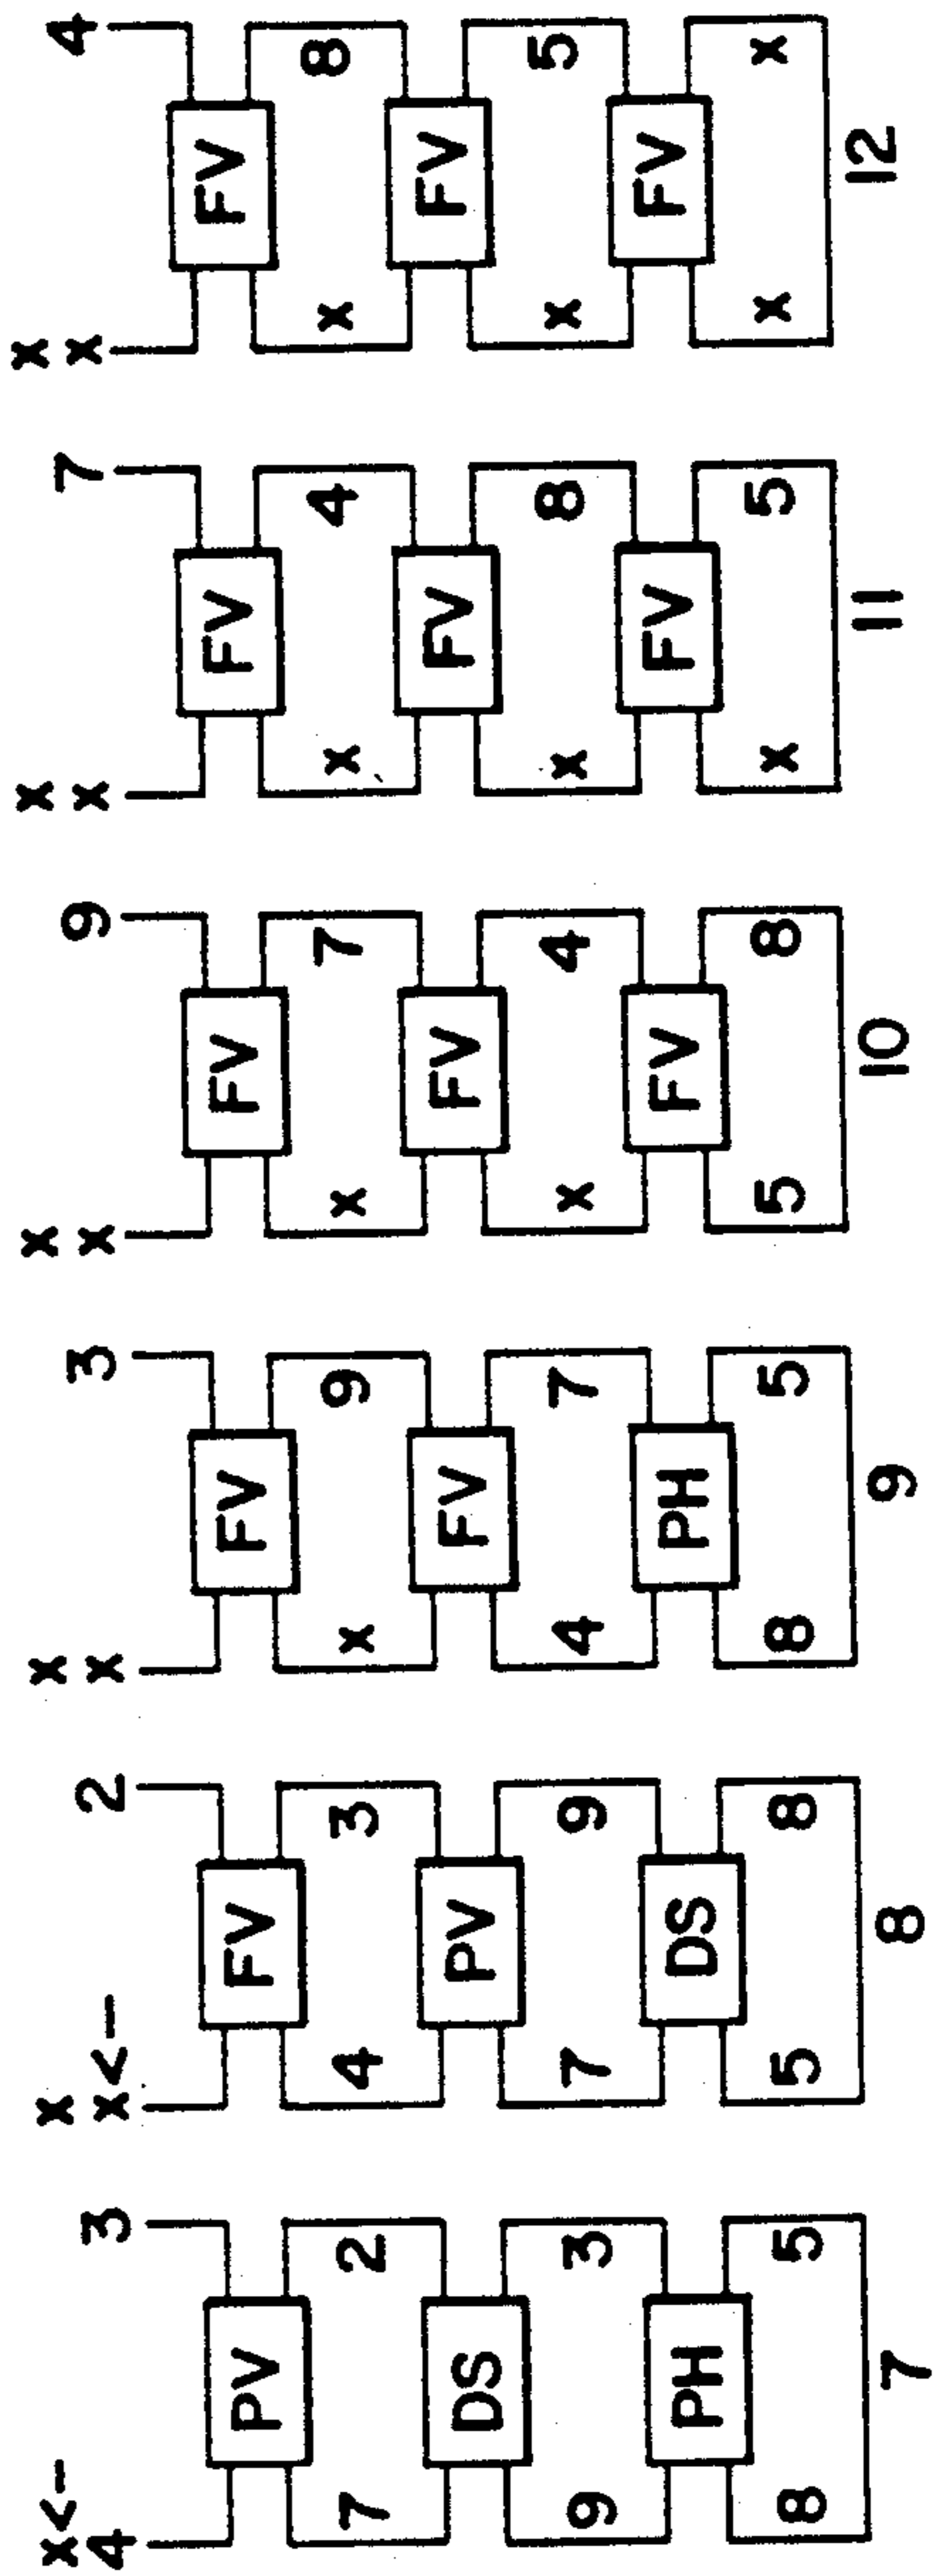 x<- x x x x x
4 3 x<- 2 x 3 x 9 x 7 x 4
PV FV FV FV FV FV
7 2 4 3 x 9 x 7 x 4 x 8
DS PV FV FV FV FV
9 3 7 9 4 7 x 4 x 8 x 5
PH DS PH FV FV FV
8 5 5 8 8 5 5 8 x 5 x x
7 8 9 10 11 12